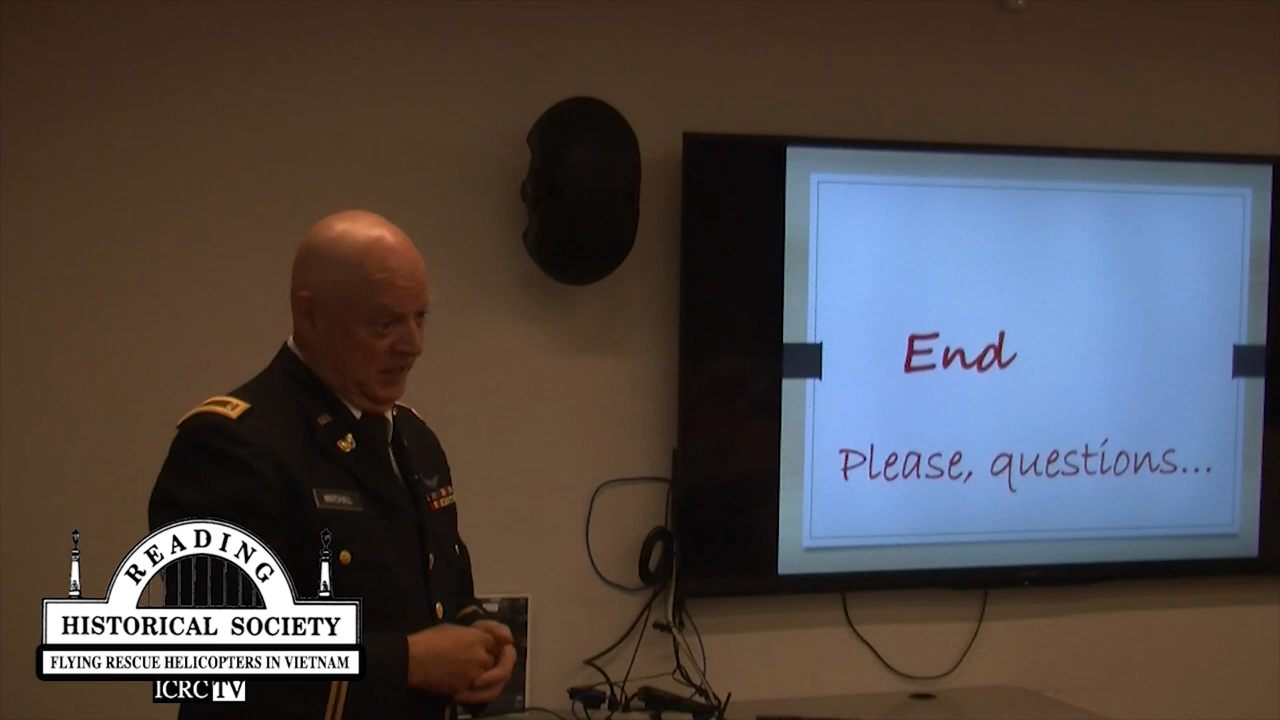 End
Please, questions...
READING
HISTORICAL SOCIETY
FLYING RESCUE HELICOPTERS IN VIETNAM
ICRC TV